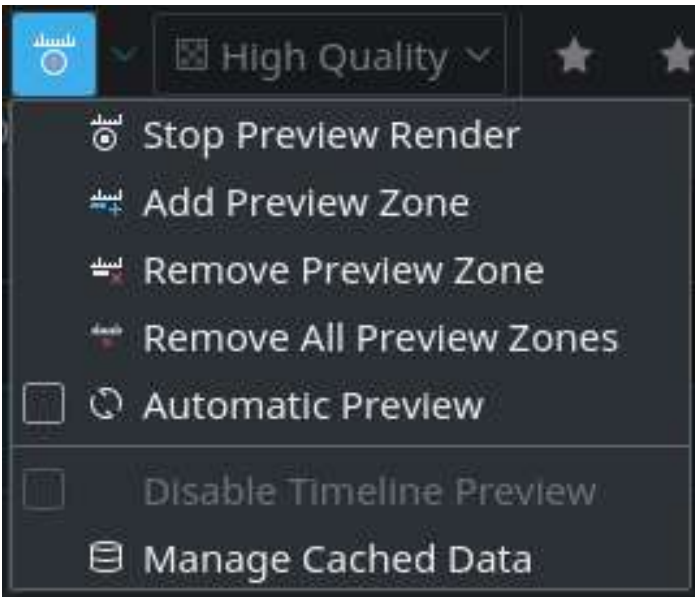 High Quality
Stop Preview Render
Add Preview Zone
Remove Preview Zone
Remove All Preview Zones
Automatic Preview
Disable Timeline Preview
Manage Cached Data